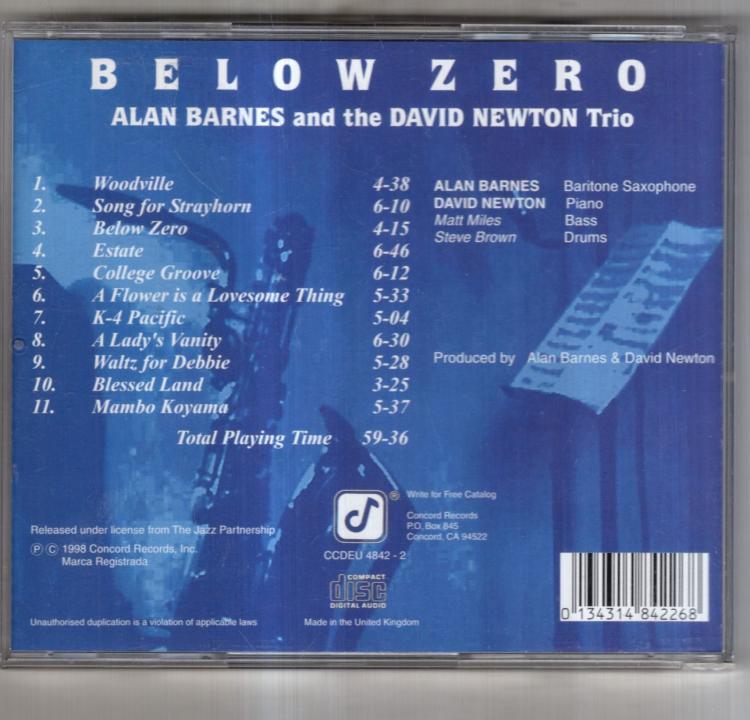 BELOW ZERO
ALAN BARNES and the DAVID NEWTON Trio
1. Woodville 4-38
2. Song for Strayhorn 6-10
3. Below Zero 4-15
4. Estate 6-46
5. College Groove 6-12
6. A Flower is a Lovesome Thing 5-33
7. K-4 Pacific 5-04
8. A Lady's Vanity 6-30
9. Waltz for Debbie 5-28
10. Blessed Land 3-25
11. Mambo Koyama 5-37
Total Playing Time 59-36
ALAN BARNES Baritone Saxophone
DAVID NEWTON Piano
Matt Miles Bass
Steve Brown Drums
Produced by Alan Barnes & David Newton
Released under license from The Jazz Partnership
Ⓟ Ⓒ 1998 Concord Records, Inc.
Marca Registrada
Unauthorised duplication is a violation of applicable laws
®
Write for Free Catalog
Concord Records
P.O. Box 845
Concord, CA 94522
CCDEU 4842 - 2
COMPACT
disc
DIGITAL AUDIO
Made in the United Kingdom
0 134314 842268